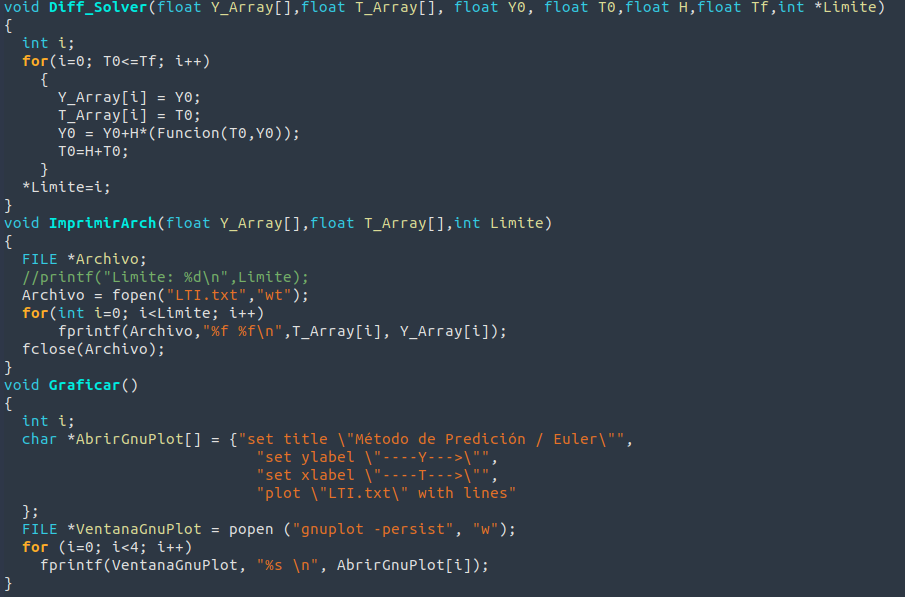 void Diff_Solver(float Y_Array[],float T_Array[], float Y0, float T0,float H,float Tf,int *Limite)
{
  int i;
  for(i=0; T0<=Tf; i++)
    {
      Y_Array[i] = Y0;
      T_Array[i] = T0;
      Y0 = Y0+H*(Funcion(T0,Y0));
      T0=H+T0;
    }
  *Limite=i;
}
void ImprimirArch(float Y_Array[],float T_Array[],int Limite)
{
  FILE *Archivo;
  //printf("Limite: %d\n",Limite);
  Archivo = fopen("LTI.txt","wt");
  for(int i=0; i<Limite; i++)
      fprintf(Archivo,"%f %f\n",T_Array[i], Y_Array[i]);
  fclose(Archivo);
}
void Graficar()
{
  int i;
  char *AbrirGnuPlot[] = {"set title \"Método de Predición / Euler\"",
                            "set ylabel \"----Y--->\"",
                            "set xlabel \"----T--->\"",
                            "plot \"LTI.txt\" with lines"
  };
  FILE *VentanaGnuPlot = popen ("gnuplot -persist", "w");
  for (i=0; i<4; i++)
    fprintf(VentanaGnuPlot, "%s \n", AbrirGnuPlot[i]);
}